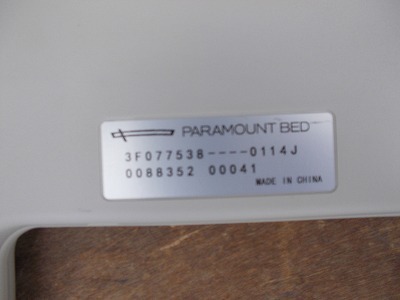 PARAMOUNT BED
3F077538----0114J
0088352 00041
MADE IN CHINA